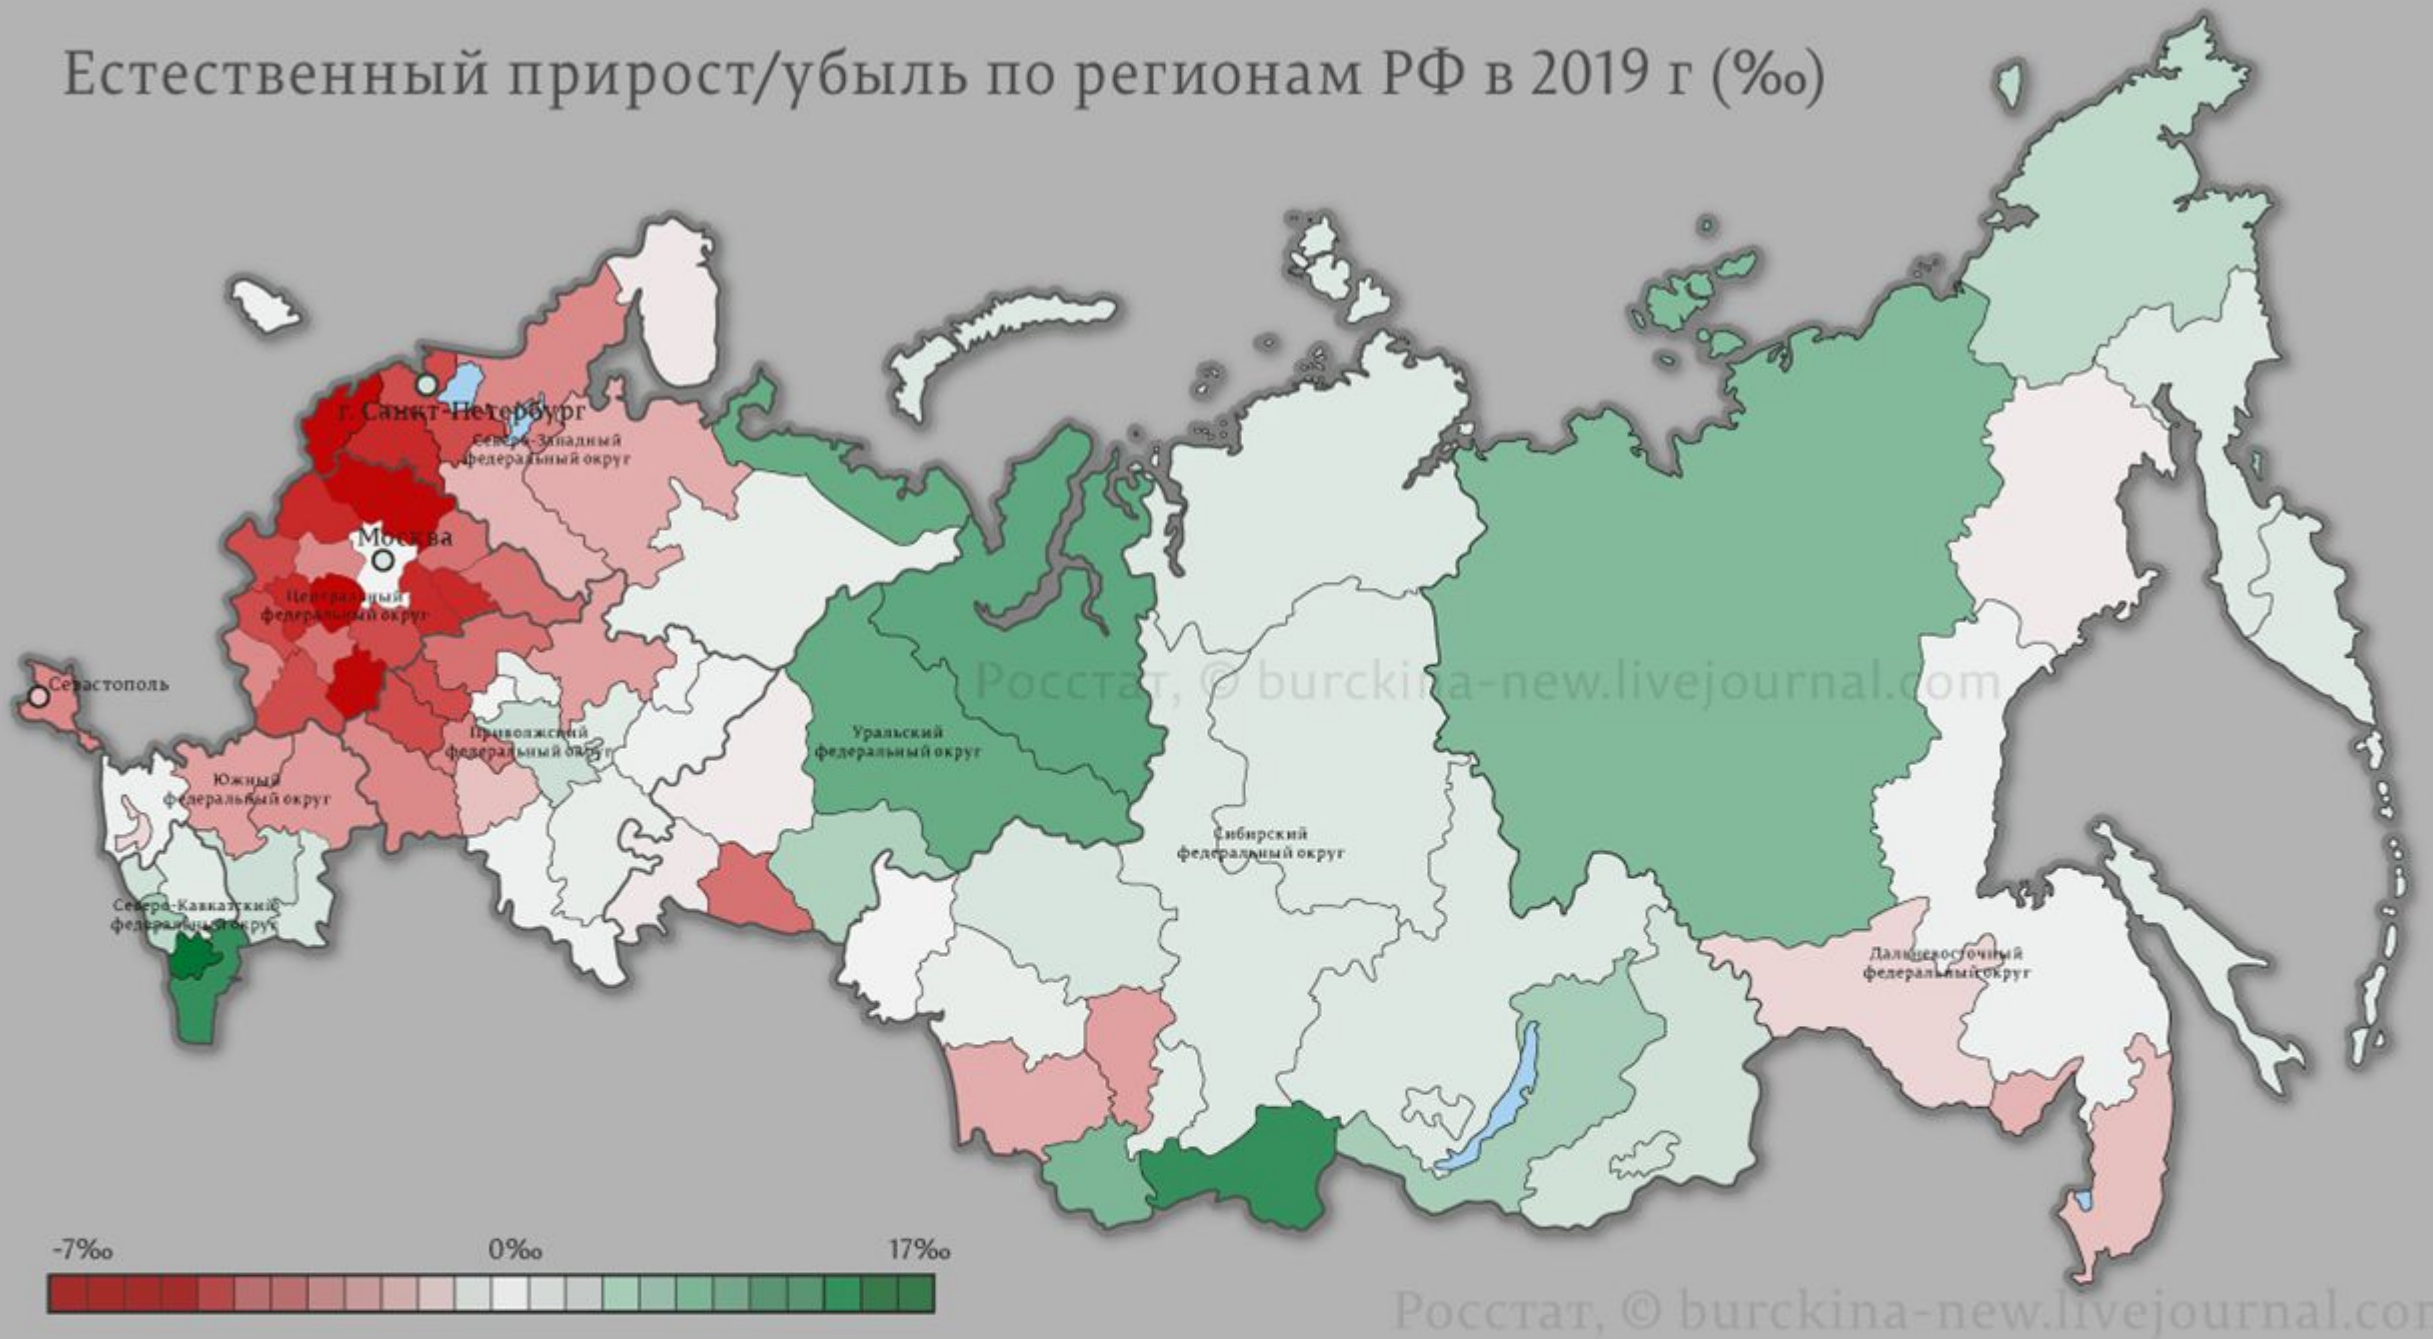 Естественный прирост/убыль по регионам РФ в 2019 г (‰)
г. Санкт-Петербург
Северо-Западный
федеральный округ
Москва
Центральный
федеральный округ
Севастополь
Росстат, © burckina-new.livejournal.com
Приволжский
федеральный округ
Уральский
федеральный округ
Южный
федеральный округ
Сибирский
федеральный округ
Северо-Кавказский
федеральный округ
Дальневосточный
федеральный округ
-7‰ 0‰ 17‰
Росстат, © burckina-new.livejournal.com